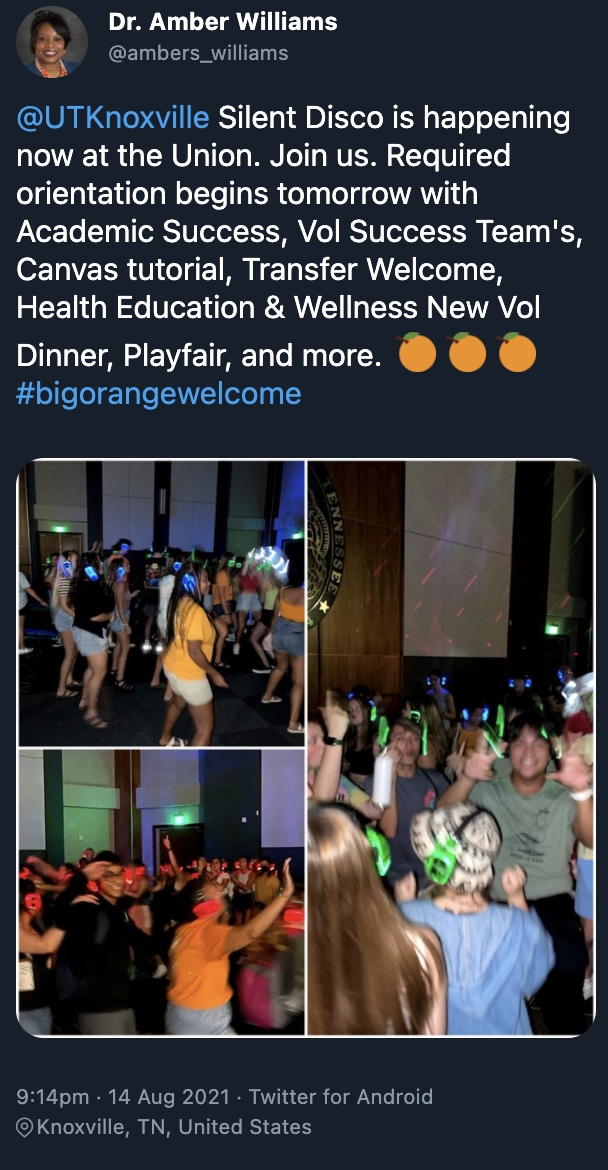 Dr. Amber Williams
@ambers_williams
@UTKnoxville Silent Disco is happening
now at the Union. Join us. Required
orientation begins tomorrow with
Academic Success, Vol Success Team's,
Canvas tutorial, Transfer Welcome,
Health Education & Wellness New Vol
Dinner, Playfair, and more. 🍊🍊🍊
#bigorangewelcome
TENNESSEE
9:14pm · 14 Aug 2021 · Twitter for Android
Knoxville, TN, United States